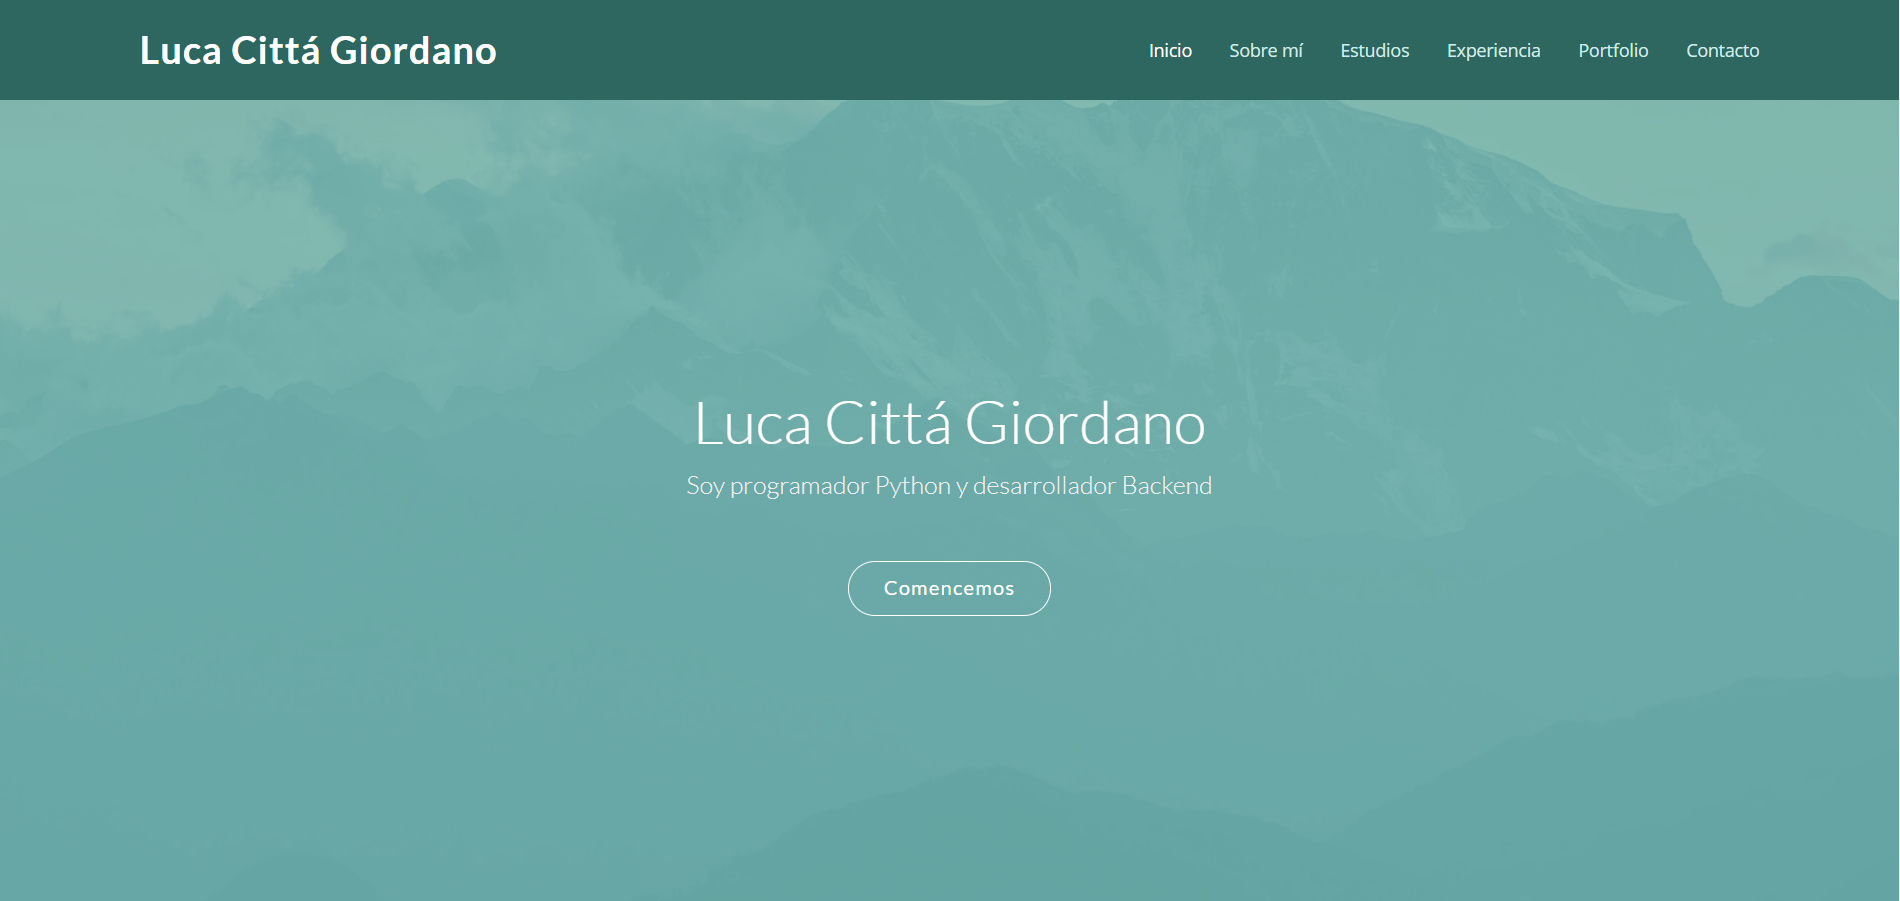 Luca Cittá Giordano
Inicio Sobre mí Estudios Experiencia Portfolio Contacto
Luca Cittá Giordano
Soy programador Python y desarrollador Backend
Comencemos